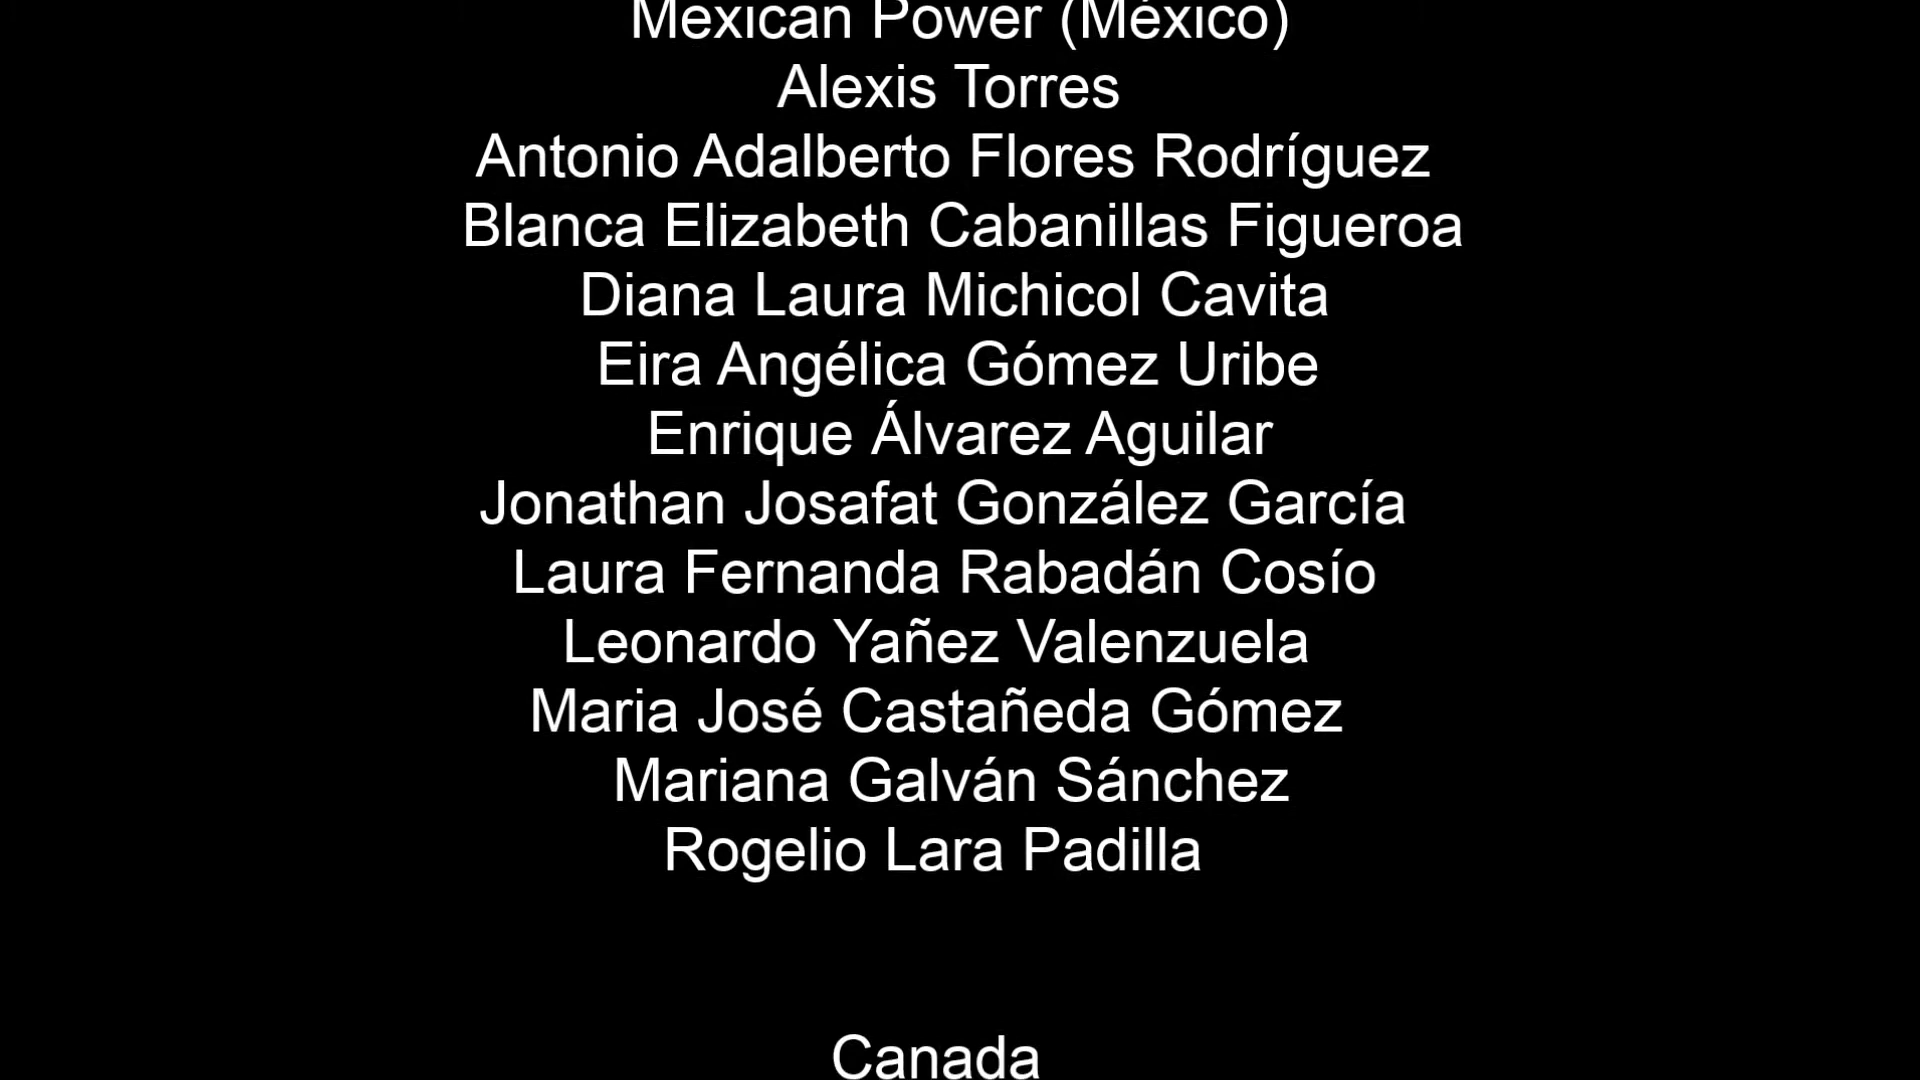 Mexican Power (México)
Alexis Torres
Antonio Adalberto Flores Rodríguez
Blanca Elizabeth Cabanillas Figueroa
Diana Laura Michicol Cavita
Eira Angélica Gómez Uribe
Enrique Álvarez Aguilar
Jonathan Josafat González García
Laura Fernanda Rabadán Cosío
Leonardo Yañez Valenzuela
Maria José Castañeda Gómez
Mariana Galván Sánchez
Rogelio Lara Padilla
Canada